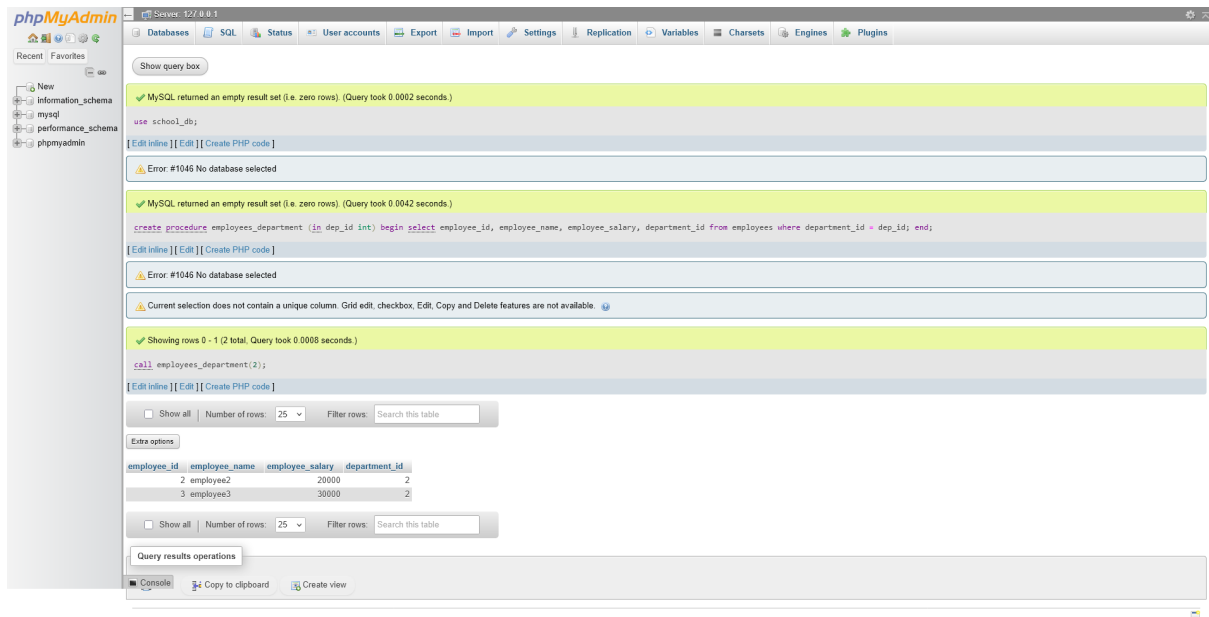 phpMyAdmin
Recent Favorites
New
information_schema
mysql
performance_schema
phpmyadmin
Server: 127.0.0.1
Databases SQL Status User accounts Export Import Settings Replication Variables Charsets Engines Plugins
Show query box
MySQL returned an empty result set (i.e. zero rows). (Query took 0.0002 seconds.)
use school_db;
[ Edit inline ] [ Edit ] [ Create PHP code ]
Error: #1046 No database selected
MySQL returned an empty result set (i.e. zero rows). (Query took 0.0042 seconds.)
create procedure employees_department (in dep_id int) begin select employee_id, employee_name, employee_salary, department_id from employees where department_id = dep_id; end;
[ Edit inline ] [ Edit ] [ Create PHP code ]
Error: #1046 No database selected
Current selection does not contain a unique column. Grid edit, checkbox, Edit, Copy and Delete features are not available.
Showing rows 0 - 1 (2 total, Query took 0.0008 seconds.)
call employees_department(2);
[ Edit inline ] [ Edit ] [ Create PHP code ]
Show all | Number of rows: 25 Filter rows: Search this table
Extra options
employee_id employee_name employee_salary department_id
2 employee2 20000 2
3 employee3 30000 2
Show all | Number of rows: 25 Filter rows: Search this table
Query results operations
Console Copy to clipboard Create view